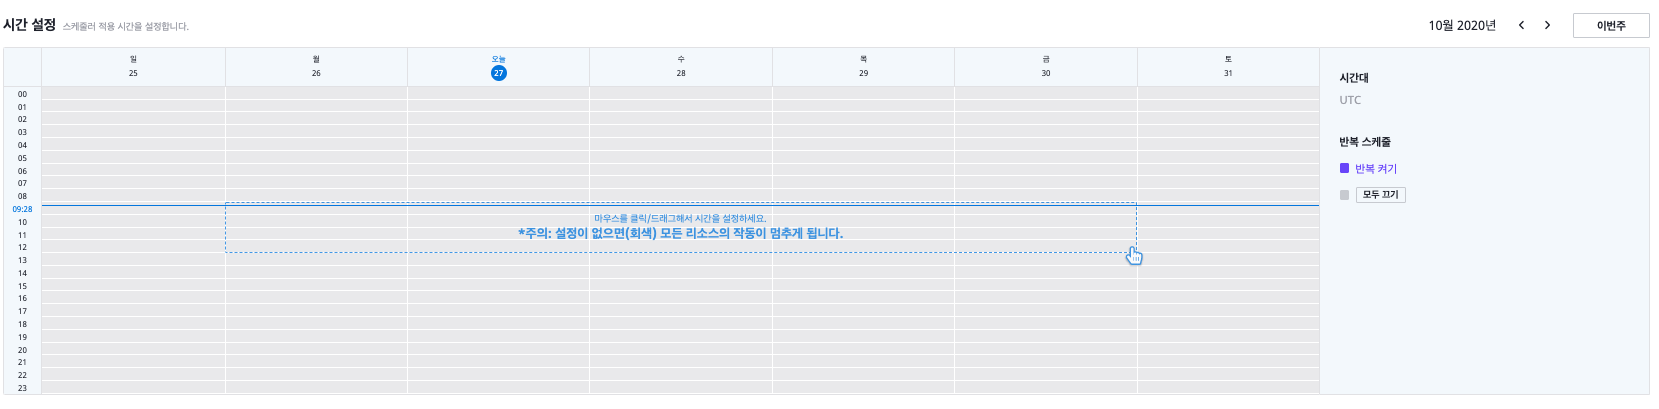 시간 설정 스케줄러 적용 시간을 설정합니다.
10월 2020년
이번주
일 월 오늘 수 목 금 토
25 26 27 28 29 30 31
시간대
UTC
반복 스케줄
반복 켜기
모두 끄기
00
01
02
03
04
05
06
07
08
09:28
10
11
12
13
14
15
16
17
18
19
20
21
22
23
마우스를 클릭/드래그해서 시간을 설정하세요.
*주의: 설정이 없으면(회색) 모든 리소스의 작동이 멈추게 됩니다.